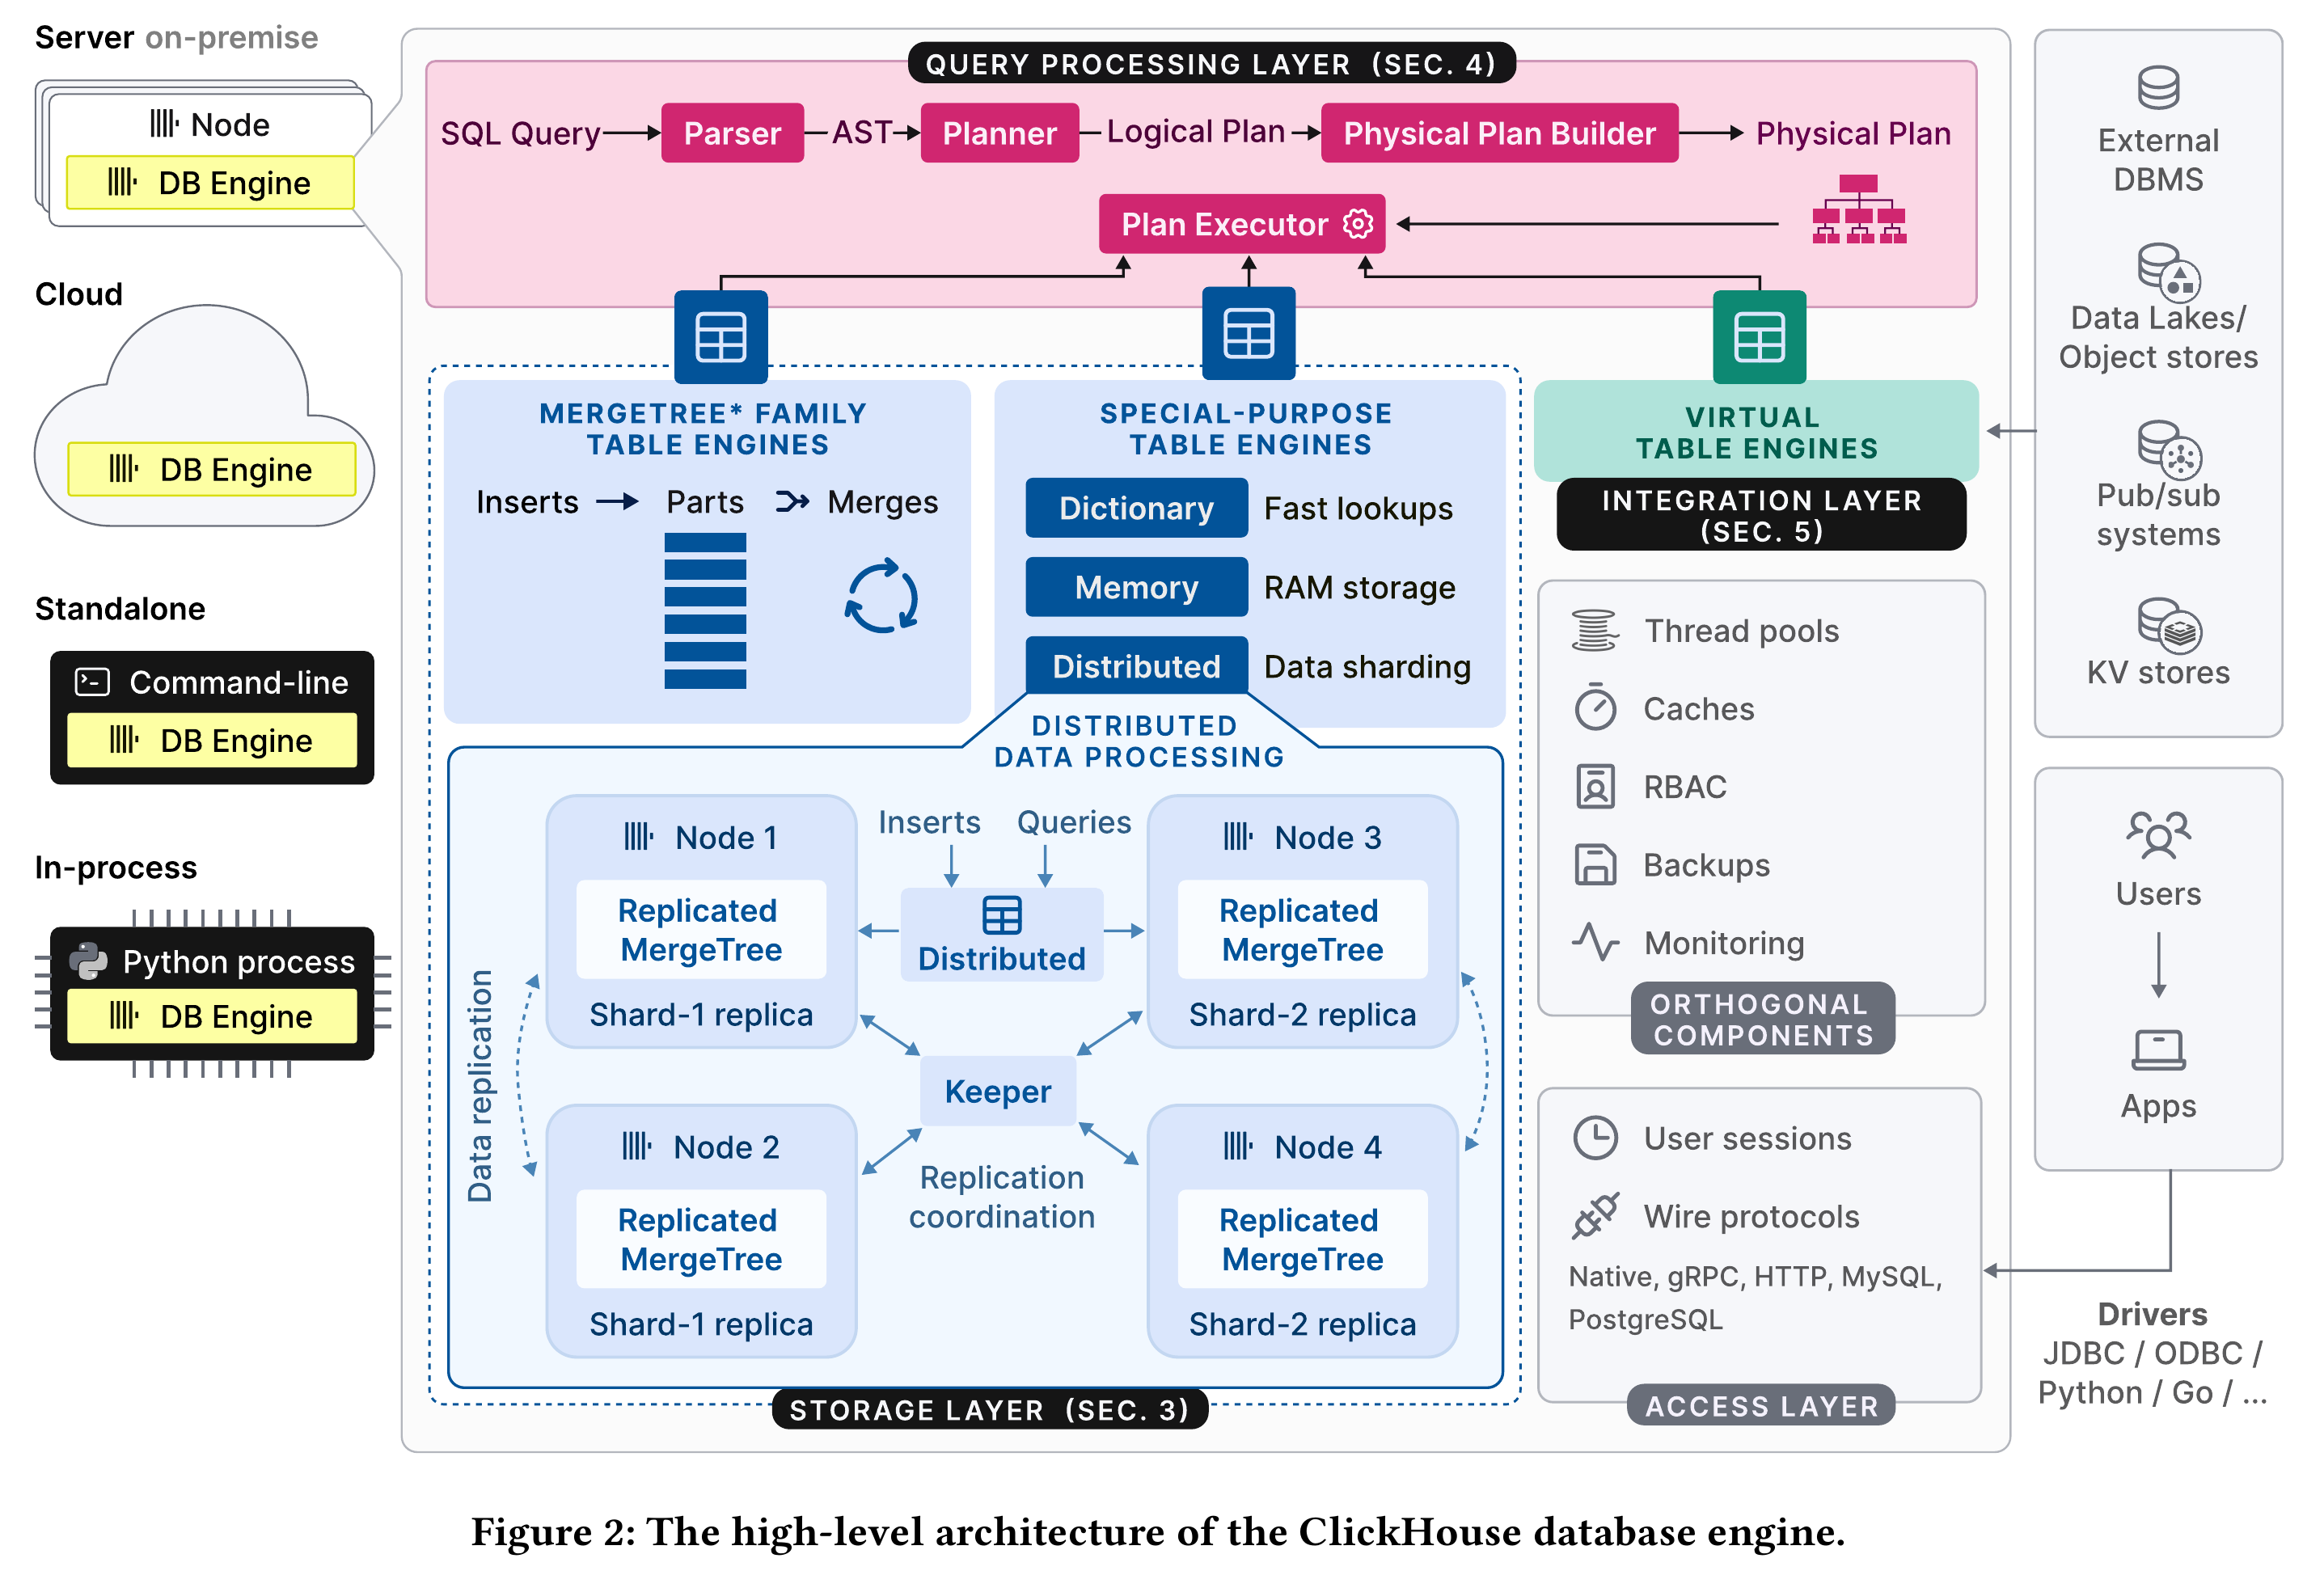 Server on-premise
Node
DB Engine
Cloud
DB Engine
Standalone
Command-line
DB Engine
In-process
Python process
DB Engine
QUERY PROCESSING LAYER (SEC. 4)
SQL Query
Parser
AST
Planner
Logical Plan
Physical Plan Builder
Physical Plan
Plan Executor
MERGETREE* FAMILY
TABLE ENGINES
Inserts
Parts
Merges
SPECIAL-PURPOSE
TABLE ENGINES
Dictionary
Fast lookups
Memory
RAM storage
Distributed
Data sharding
DISTRIBUTED
DATA PROCESSING
Data replication
Node 1
Replicated
MergeTree
Shard-1 replica
Inserts
Queries
Distributed
Node 3
Replicated
MergeTree
Shard-2 replica
Keeper
Replication
coordination
Node 2
Replicated
MergeTree
Shard-1 replica
Node 4
Replicated
MergeTree
Shard-2 replica
STORAGE LAYER (SEC. 3)
VIRTUAL
TABLE ENGINES
INTEGRATION LAYER
(SEC. 5)
Thread pools
Caches
RBAC
Backups
Monitoring
ORTHOGONAL
COMPONENTS
User sessions
Wire protocols
Native, gRPC, HTTP, MySQL,
PostgreSQL
ACCESS LAYER
External
DBMS
Data Lakes/
Object stores
Pub/sub
systems
KV stores
Users
Apps
Drivers
JDBC / ODBC /
Python / Go / ...
Figure 2: The high-level architecture of the ClickHouse database engine.